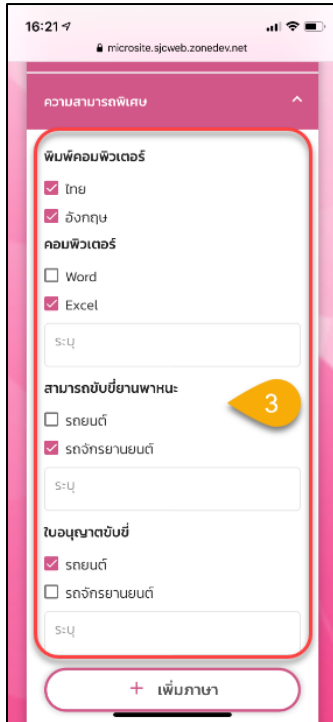 16:21
microsite.sjcweb.zonedev.net
ความสามารถพิเศษ
พิมพ์คอมพิวเตอร์
ไทย
อังกฤษ
คอมพิวเตอร์
Word
Excel
ระบุ
สามารถขับขี่ยานพาหนะ
3
รถยนต์
รถจักรยานยนต์
ระบุ
ใบอนุญาตขับขี่
รถยนต์
รถจักรยานยนต์
ระบุ
+ เพิ่มภาษา